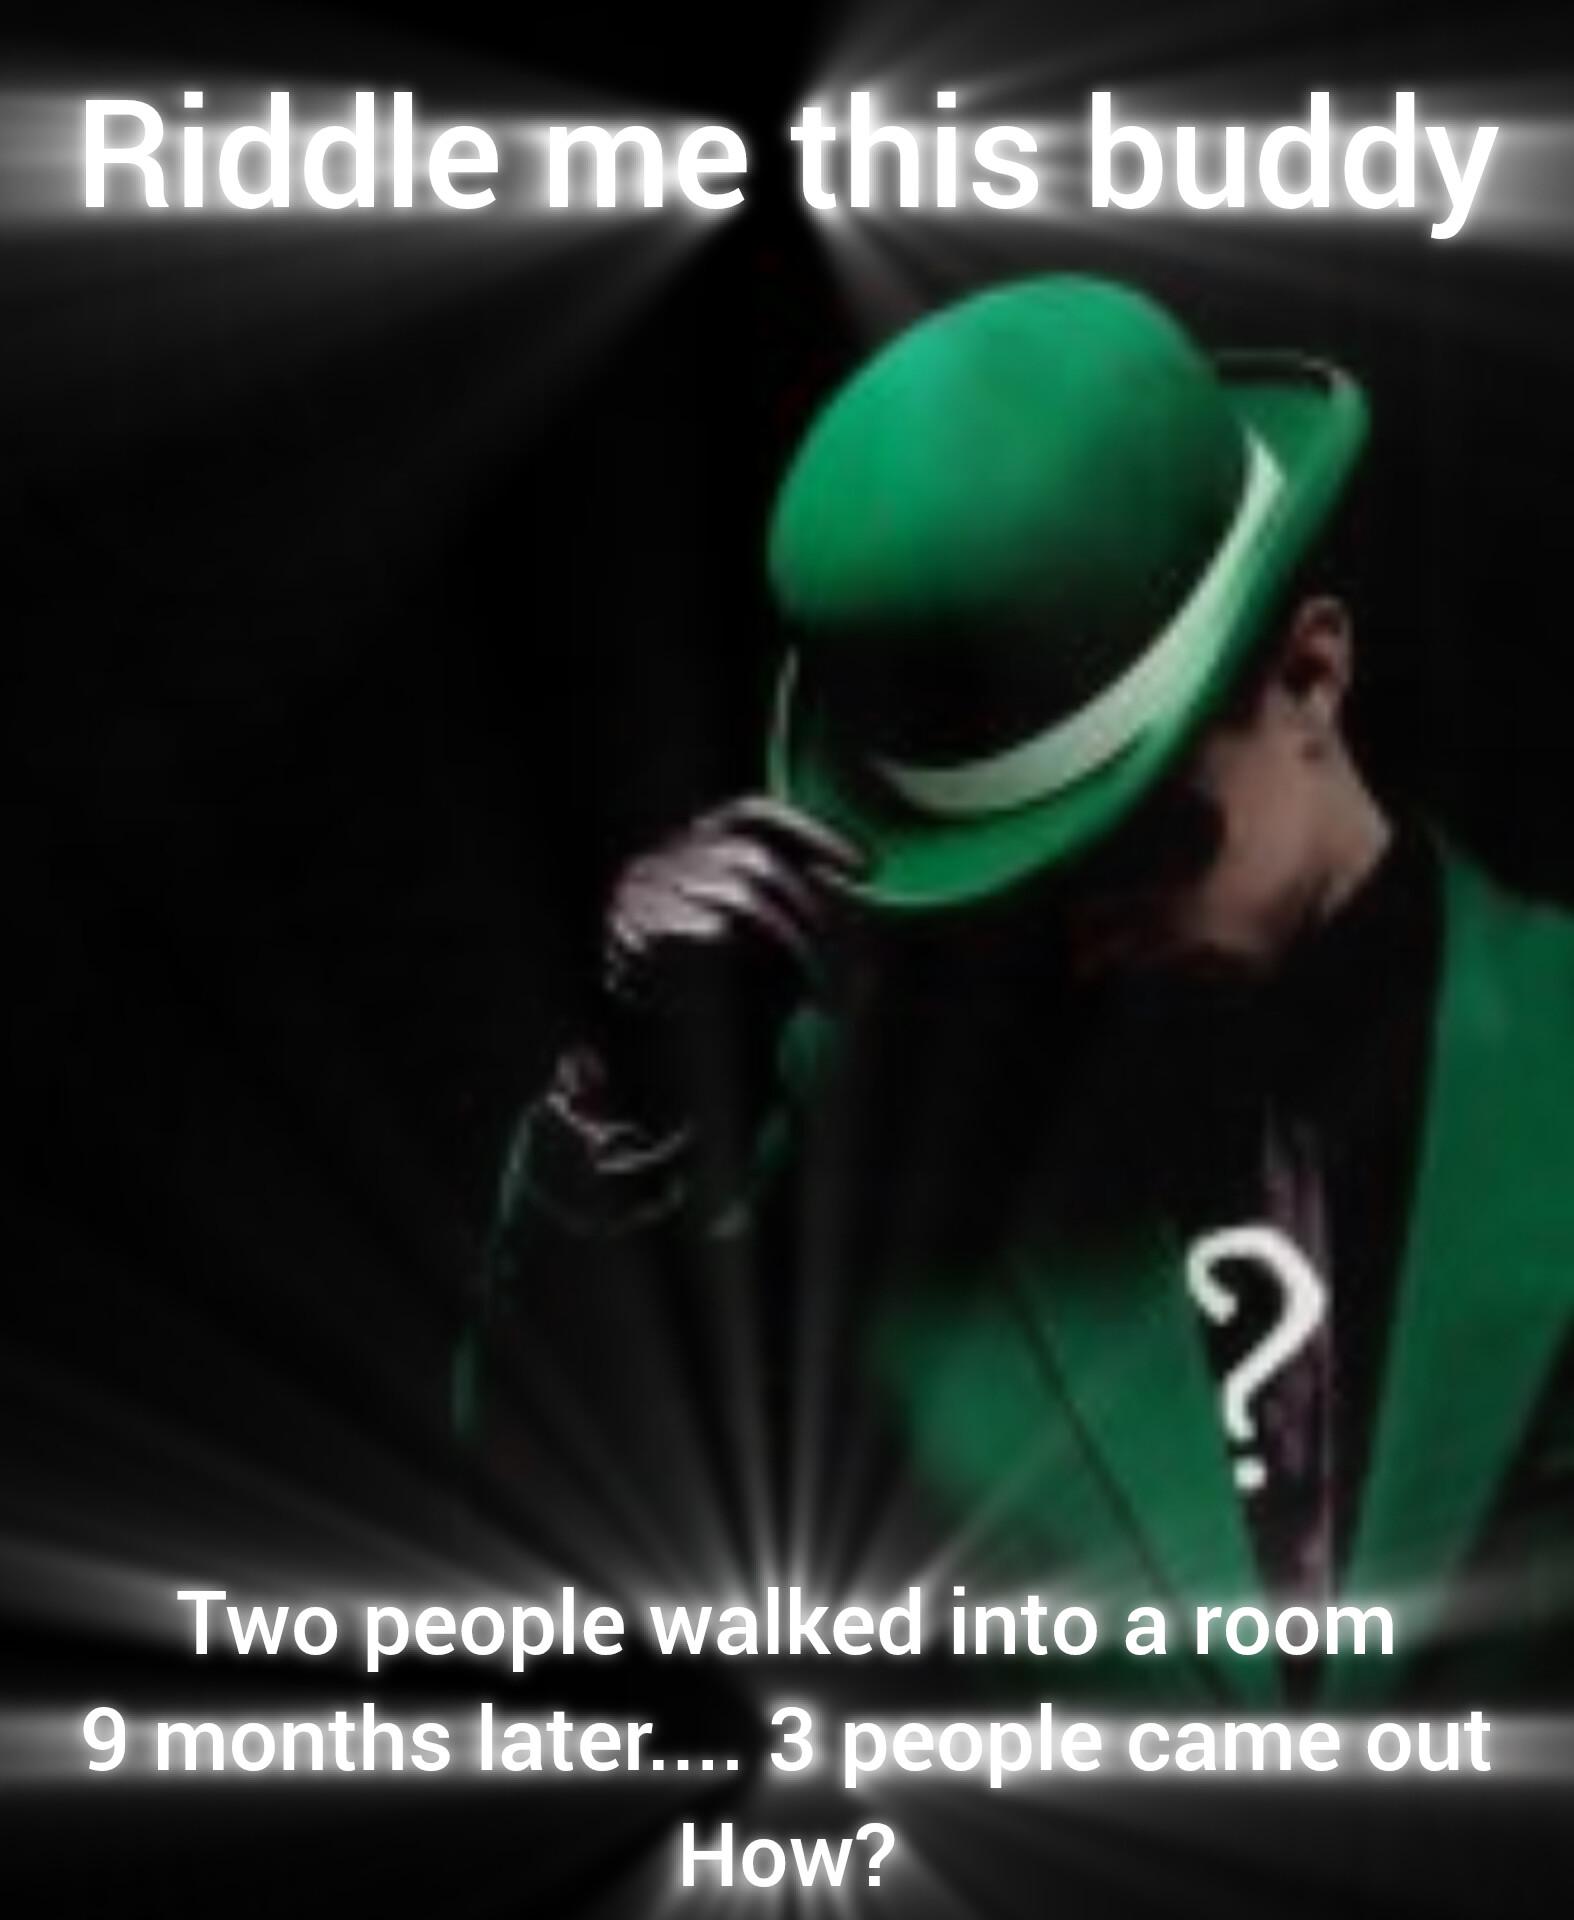 Riddle me this buddy
?
Two people walked into a room
9 months later.... 3 people came out
How?